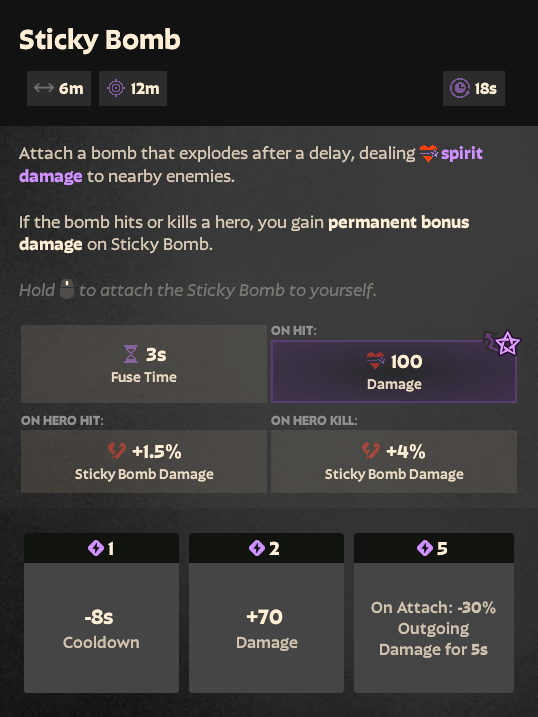 Sticky Bomb
6m 12m 18s
Attach a bomb that explodes after a delay, dealing spirit
damage to nearby enemies.
If the bomb hits or kills a hero, you gain permanent bonus
damage on Sticky Bomb.
Hold to attach the Sticky Bomb to yourself.
3s
Fuse Time
ON HIT:
100
Damage
ON HERO HIT:
+1.5%
Sticky Bomb Damage
ON HERO KILL:
+4%
Sticky Bomb Damage
1
-8s
Cooldown
2
+70
Damage
5
On Attach: -30%
Outgoing
Damage for 5s